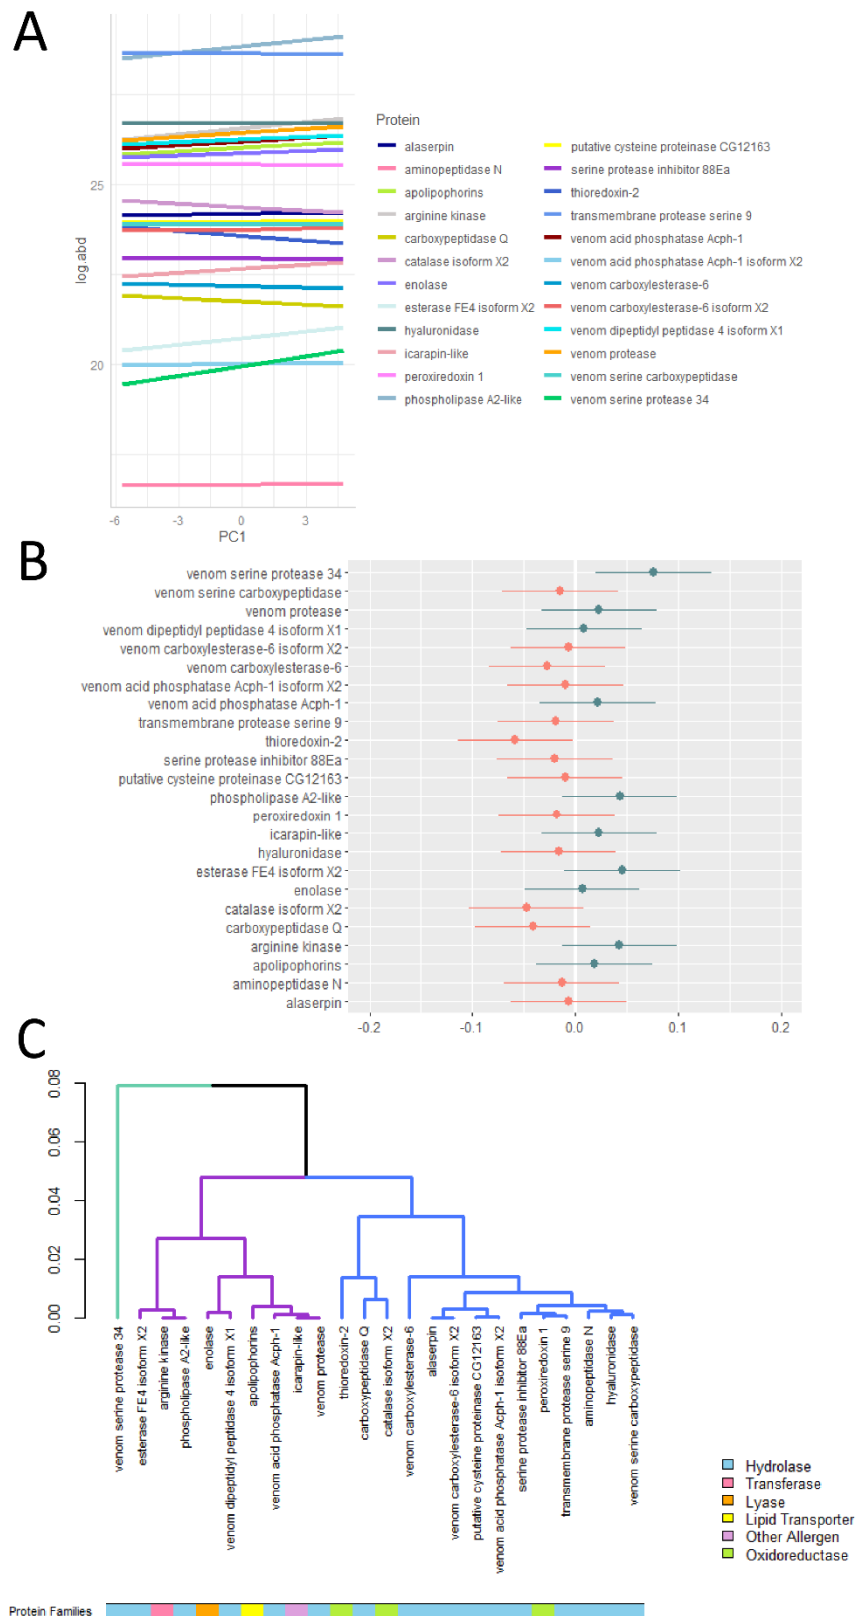 A
25
20
log.abd
-6
-3
0
3
PC1
Protein
alaserpin
aminopeptidase N
apolipophorins
arginine kinase
carboxypeptidase Q
catalase isoform X2
enolase
esterase FE4 isoform X2
hyaluronidase
icarapin-like
peroxiredoxin 1
phospholipase A2-like
putative cysteine proteinase CG12163
serine protease inhibitor 88Ea
thioredoxin-2
transmembrane protease serine 9
venom acid phosphatase Acph-1
venom acid phosphatase Acph-1 isoform X2
venom carboxylesterase-6
venom carboxylesterase-6 isoform X2
venom dipeptidyl peptidase 4 isoform X1
venom protease
venom serine carboxypeptidase
venom serine protease 34
B
venom serine protease 34
venom serine carboxypeptidase
venom protease
venom dipeptidyl peptidase 4 isoform X1
venom carboxylesterase-6 isoform X2
venom carboxylesterase-6
venom acid phosphatase Acph-1 isoform X2
venom acid phosphatase Acph-1
transmembrane protease serine 9
thioredoxin-2
serine protease inhibitor 88Ea
putative cysteine proteinase CG12163
phospholipase A2-like
peroxiredoxin 1
icarapin-like
hyaluronidase
esterase FE4 isoform X2
enolase
catalase isoform X2
carboxypeptidase Q
arginine kinase
apolipophorins
aminopeptidase N
alaserpin
-0.2
-0.1
0.0
0.1
0.2
C
0.08
0.06
0.04
0.02
0.00
venom serine protease 34
esterase FE4 isoform X2
arginine kinase
phospholipase A2-like
enolase
venom dipeptidyl peptidase 4 isoform X1
apolipophorins
venom acid phosphatase Acph-1
icarapin-like
venom protease
thioredoxin-2
carboxypeptidase Q
catalase isoform X2
venom carboxylesterase-6
alaserpin
venom carboxylesterase-6 isoform X2
putative cysteine proteinase CG12163
venom acid phosphatase Acph-1 isoform X2
serine protease inhibitor 88Ea
peroxiredoxin 1
transmembrane protease serine 9
aminopeptidase N
hyaluronidase
venom serine carboxypeptidase
Hydrolase
Transferase
Lyase
Lipid Transporter
Other Allergen
Oxidoreductase
Protein Families